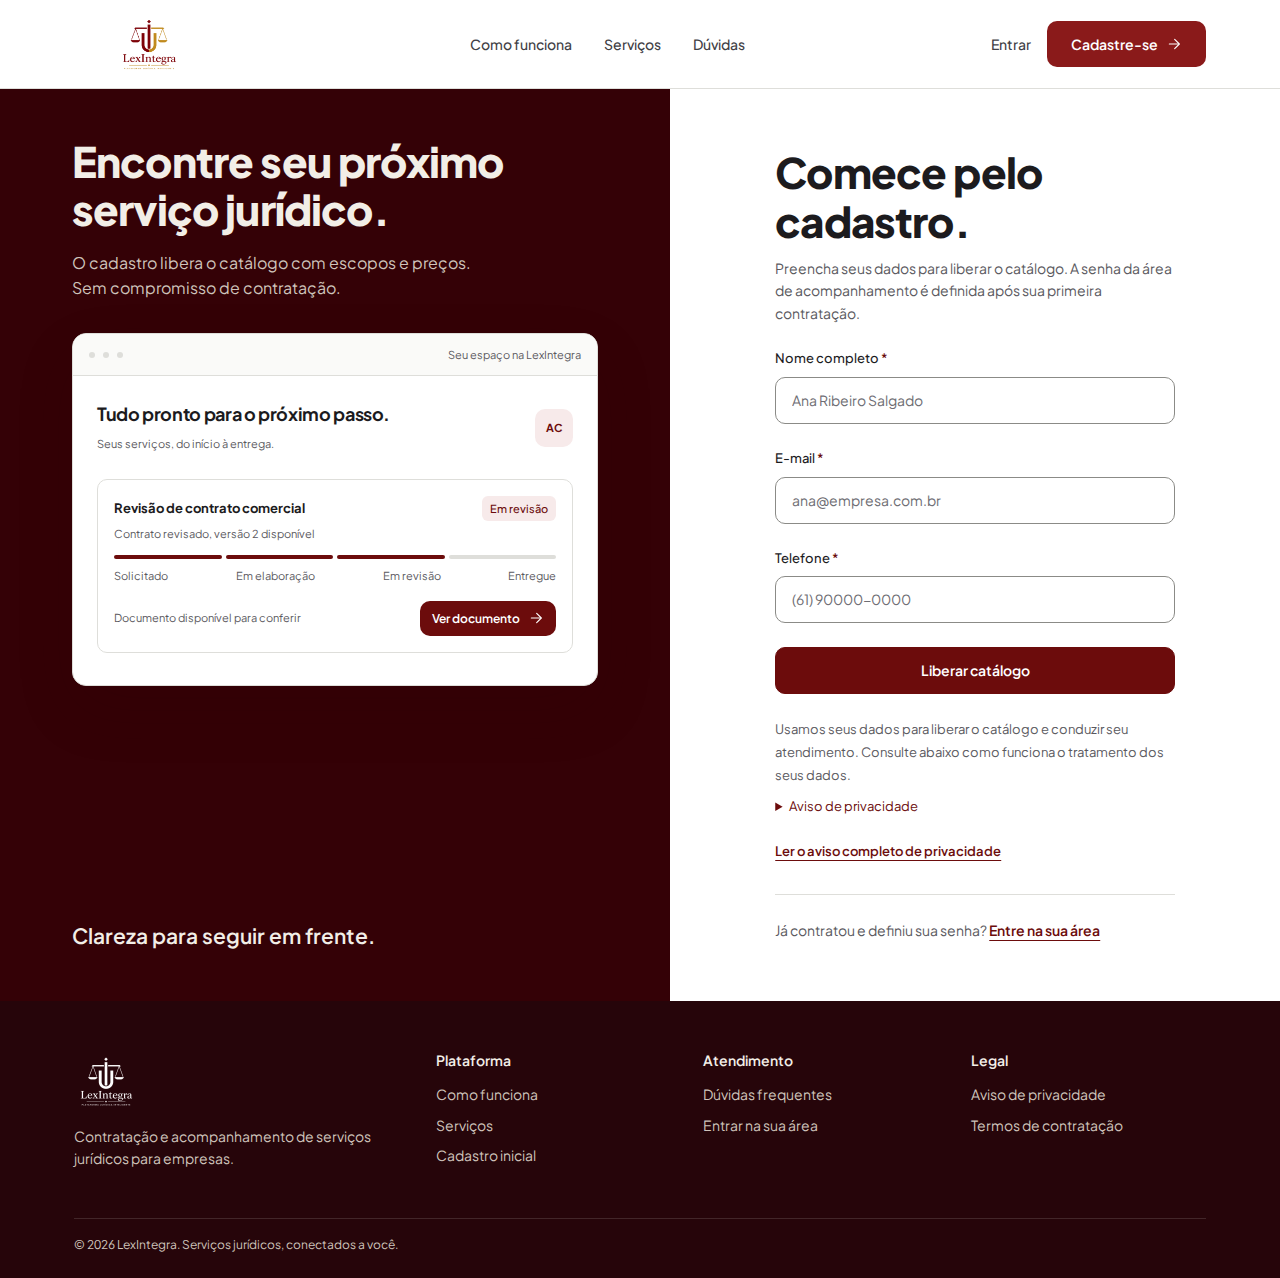 LexIntegra
Como funciona
Serviços
Dúvidas
Entrar
Cadastre-se
Encontre seu próximo
serviço jurídico.
O cadastro libera o catálogo com escopos e preços.
Sem compromisso de contratação.
Seu espaço na LexIntegra
Tudo pronto para o próximo passo.
Seus serviços, do início à entrega.
AC
Revisão de contrato comercial
Em revisão
Contrato revisado, versão 2 disponível
Solicitado
Em elaboração
Em revisão
Entregue
Documento disponível para conferir
Ver documento
Clareza para seguir em frente.
Comece pelo
cadastro.
Preencha seus dados para liberar o catálogo. A senha da área
de acompanhamento é definida após sua primeira
contratação.
Nome completo *
Ana Ribeiro Salgado
E-mail *
ana@empresa.com.br
Telefone *
(61) 90000-0000
Liberar catálogo
Usamos seus dados para liberar o catálogo e conduzir seu
atendimento. Consulte abaixo como funciona o tratamento dos
seus dados.
Aviso de privacidade
Ler o aviso completo de privacidade
Já contratou e definiu sua senha? Entre na sua área
LexIntegra
Contratação e acompanhamento de serviços
jurídicos para empresas.
Plataforma
Como funciona
Serviços
Cadastro inicial
Atendimento
Dúvidas frequentes
Entrar na sua área
Legal
Aviso de privacidade
Termos de contratação
© 2026 LexIntegra. Serviços jurídicos, conectados a você.